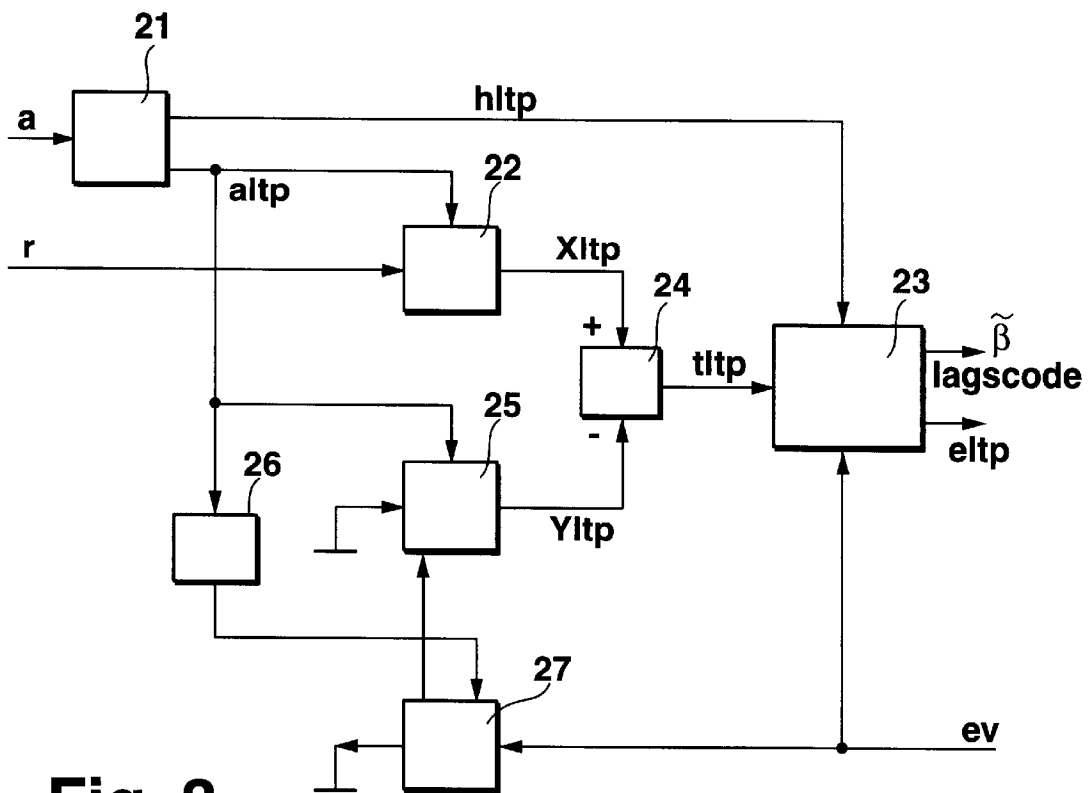 21
a
hltp
altp
22
r
Xltp
24
23
+
β̃
tltp
lagscode
25
-
eltp
26
Yltp
27
ev